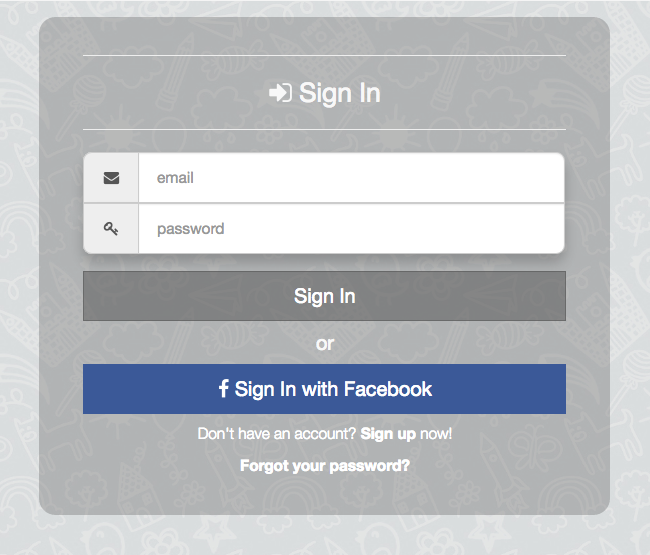 Sign In
email
password
Sign In
or
Sign In with Facebook
Don't have an account? Sign up now!
Forgot your password?